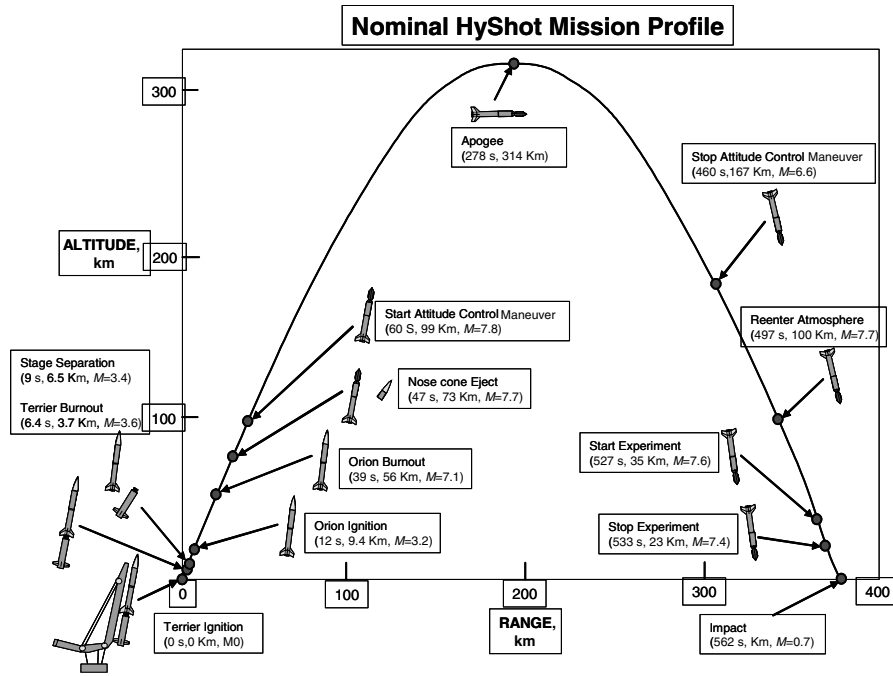 Nominal HyShot Mission Profile
300
Apogee
(278 s, 314 Km)
Stop Attitude Control Maneuver
(460 s,167 Km, M=6.6)
ALTITUDE,
km
200
Start Attitude Control Maneuver
(60 S, 99 Km, M=7.8)
Reenter Atmosphere
(497 s, 100 Km, M=7.7)
Stage Separation
(9 s, 6.5 Km, M=3.4)
Terrier Burnout
(6.4 s, 3.7 Km, M=3.6)
Nose cone Eject
(47 s, 73 Km, M=7.7)
100
Orion Burnout
(39 s, 56 Km, M=7.1)
Start Experiment
(527 s, 35 Km, M=7.6)
Orion Ignition
(12 s, 9.4 Km, M=3.2)
Stop Experiment
(533 s, 23 Km, M=7.4)
0
100
200
300
400
Terrier Ignition
(0 s,0 Km, M0)
RANGE,
km
Impact
(562 s, Km, M=0.7)